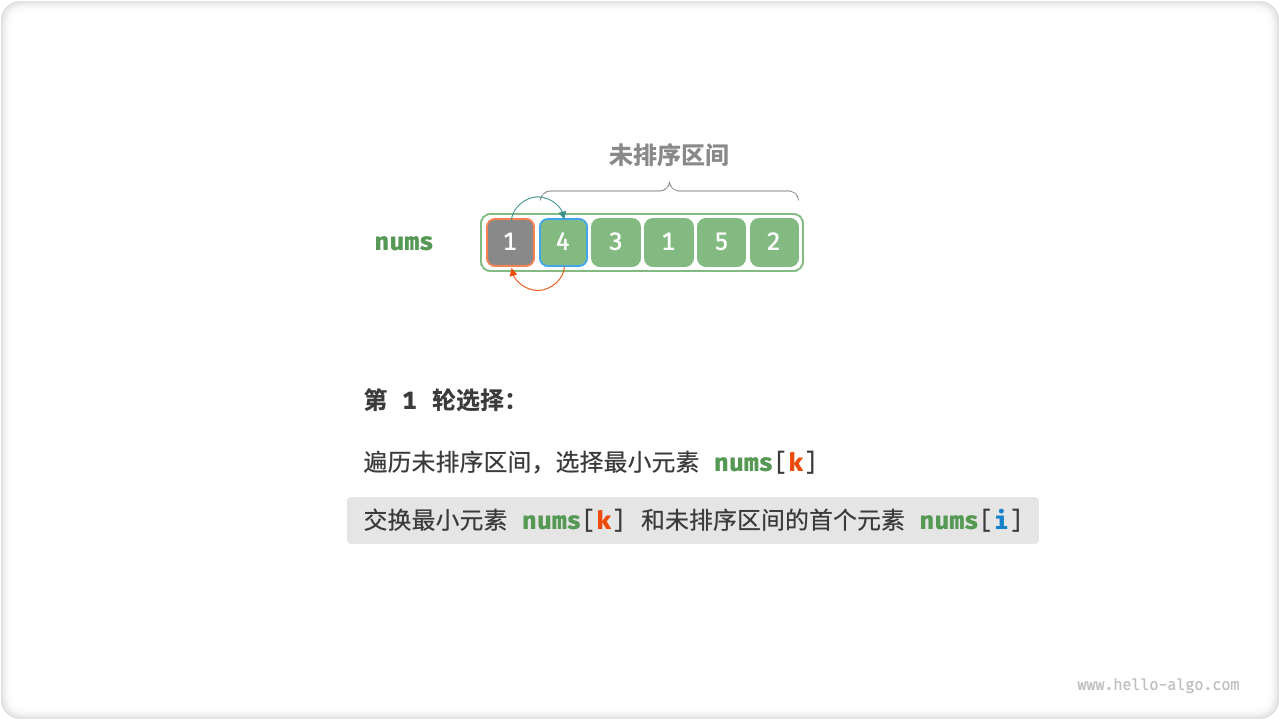 未排序区间
nums 1 4 3 1 5 2
第 1 轮选择：
遍历未排序区间，选择最小元素 nums[k]
交换最小元素 nums[k] 和未排序区间的首个元素 nums[i]
www.hello-algo.com